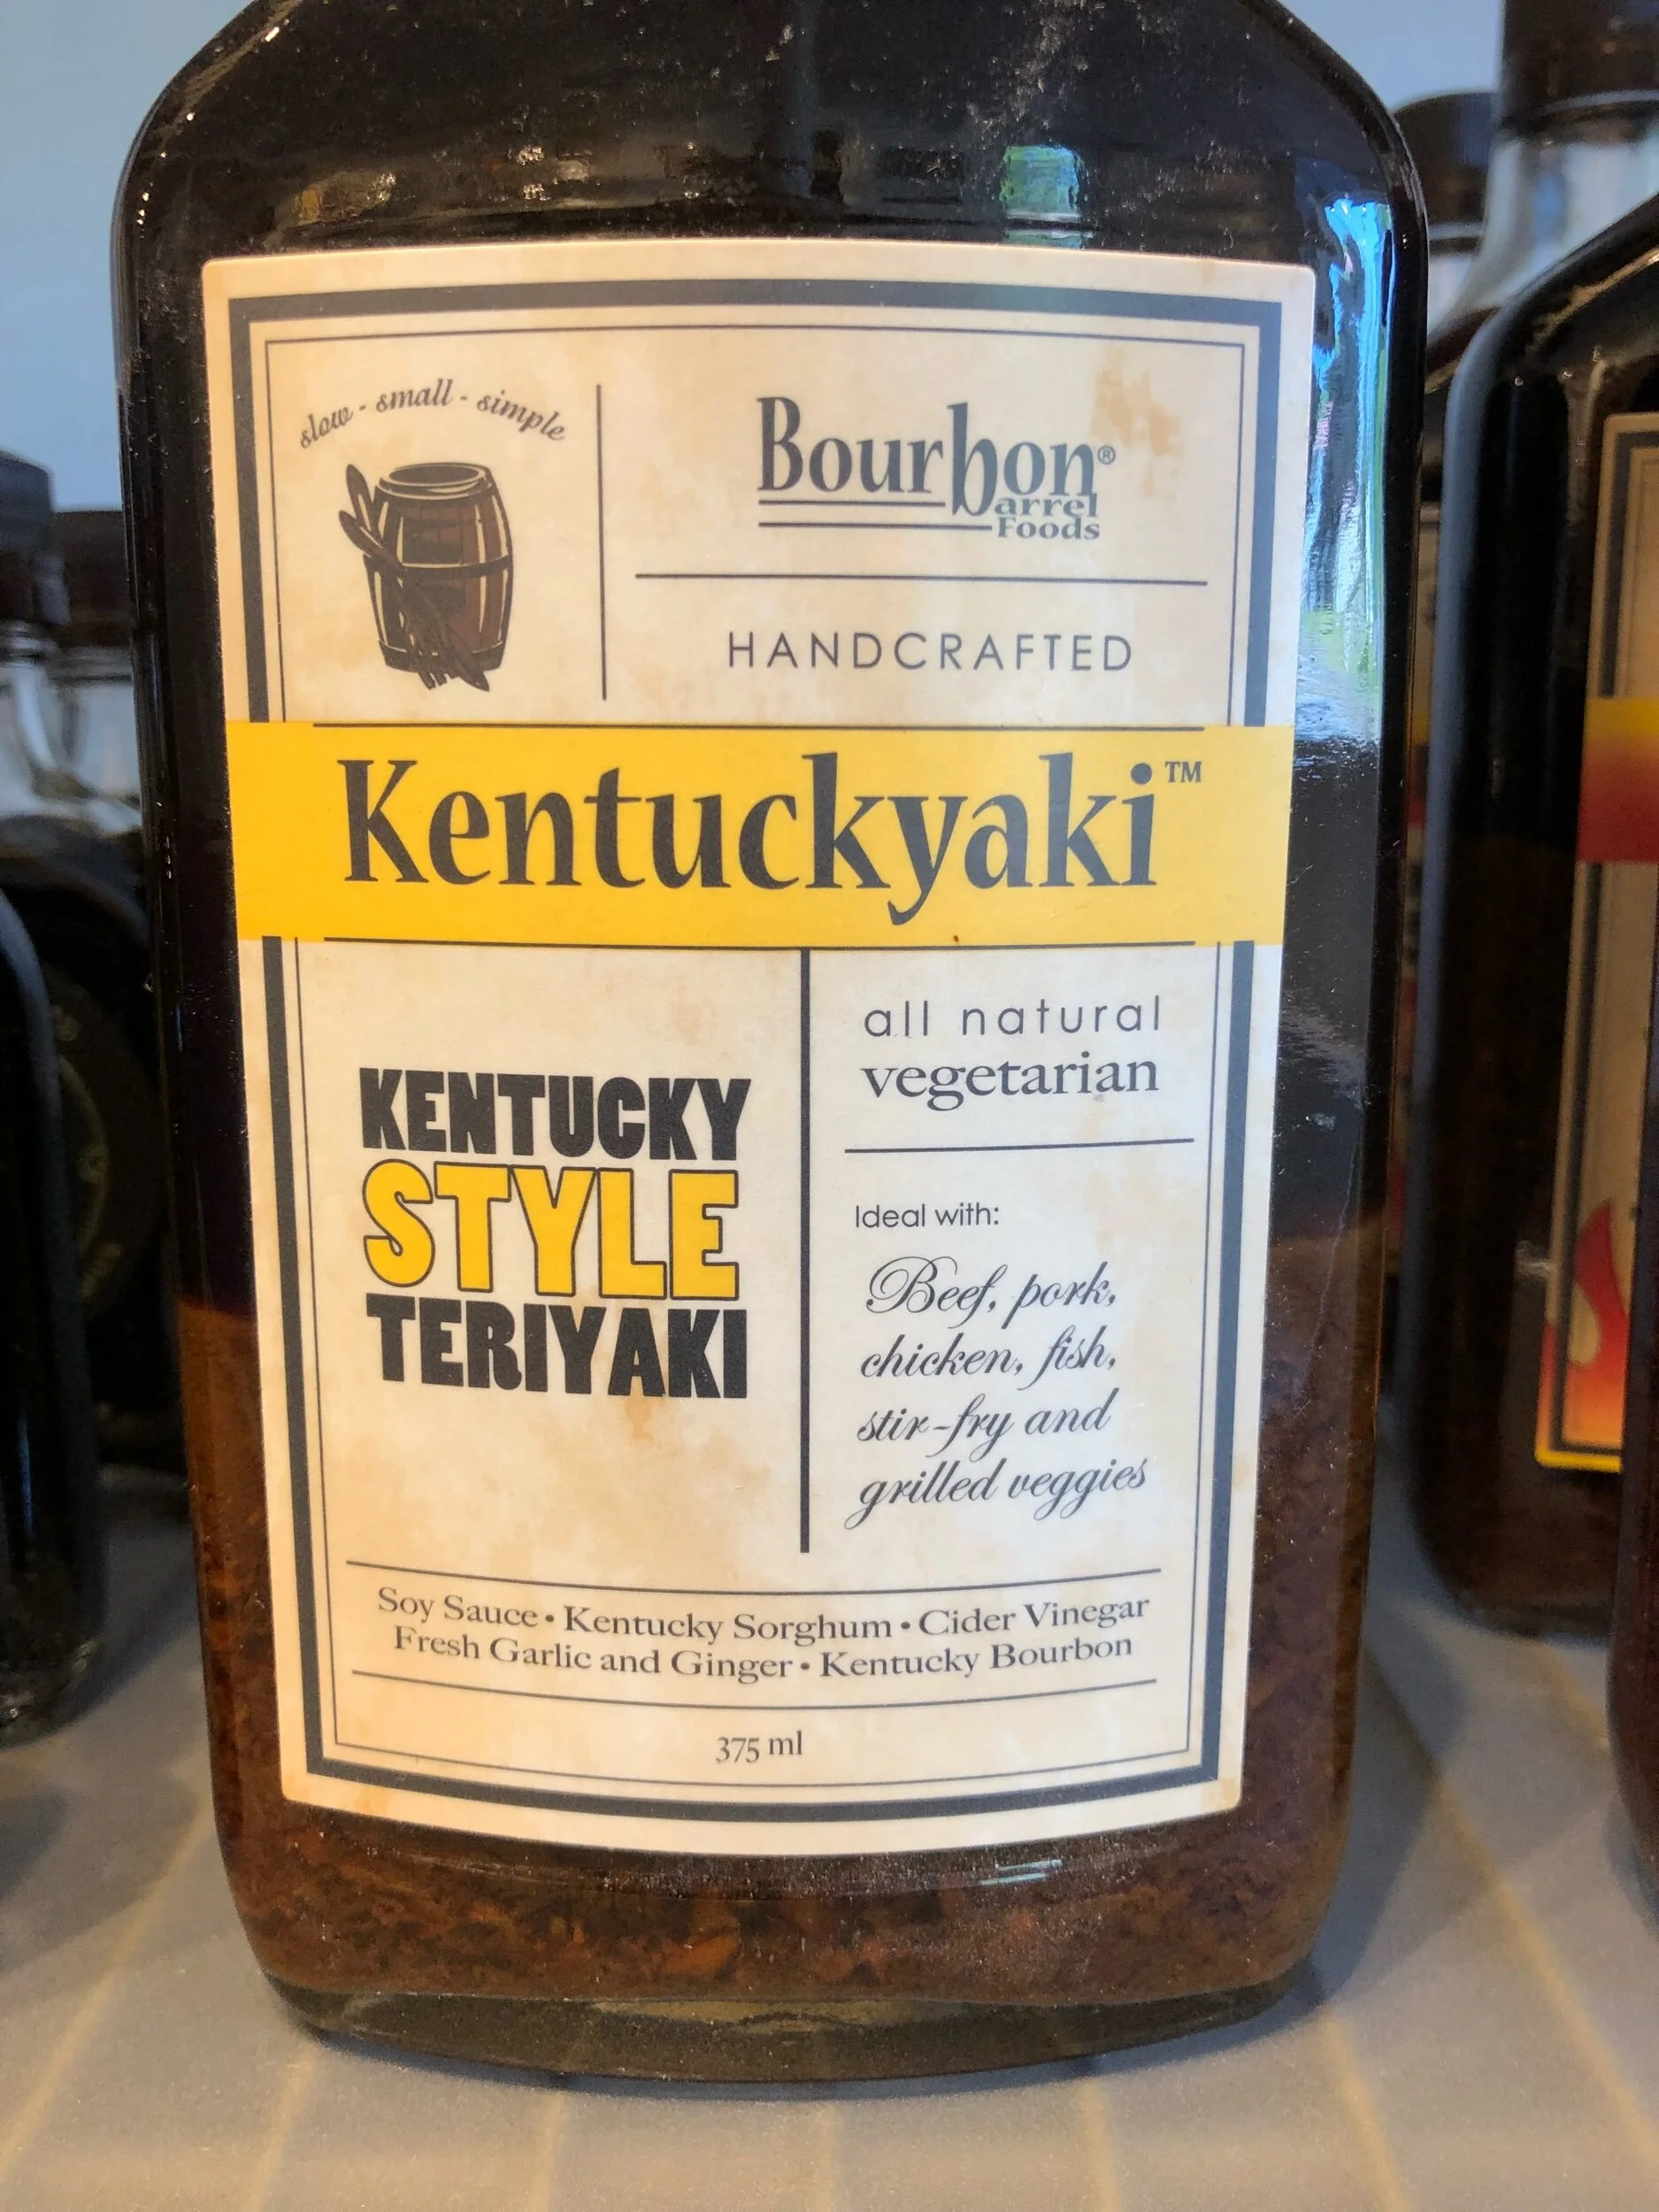 slow - small - simple
Bourbon®
Barrel
Foods
HANDCRAFTED
Kentuckyaki™
KENTUCKY
STYLE
TERIYAKI
all natural
vegetarian
Ideal with:
Beef, pork,
chicken, fish,
stir-fry and
grilled veggies
Soy Sauce • Kentucky Sorghum • Cider Vinegar
Fresh Garlic and Ginger • Kentucky Bourbon
375 ml